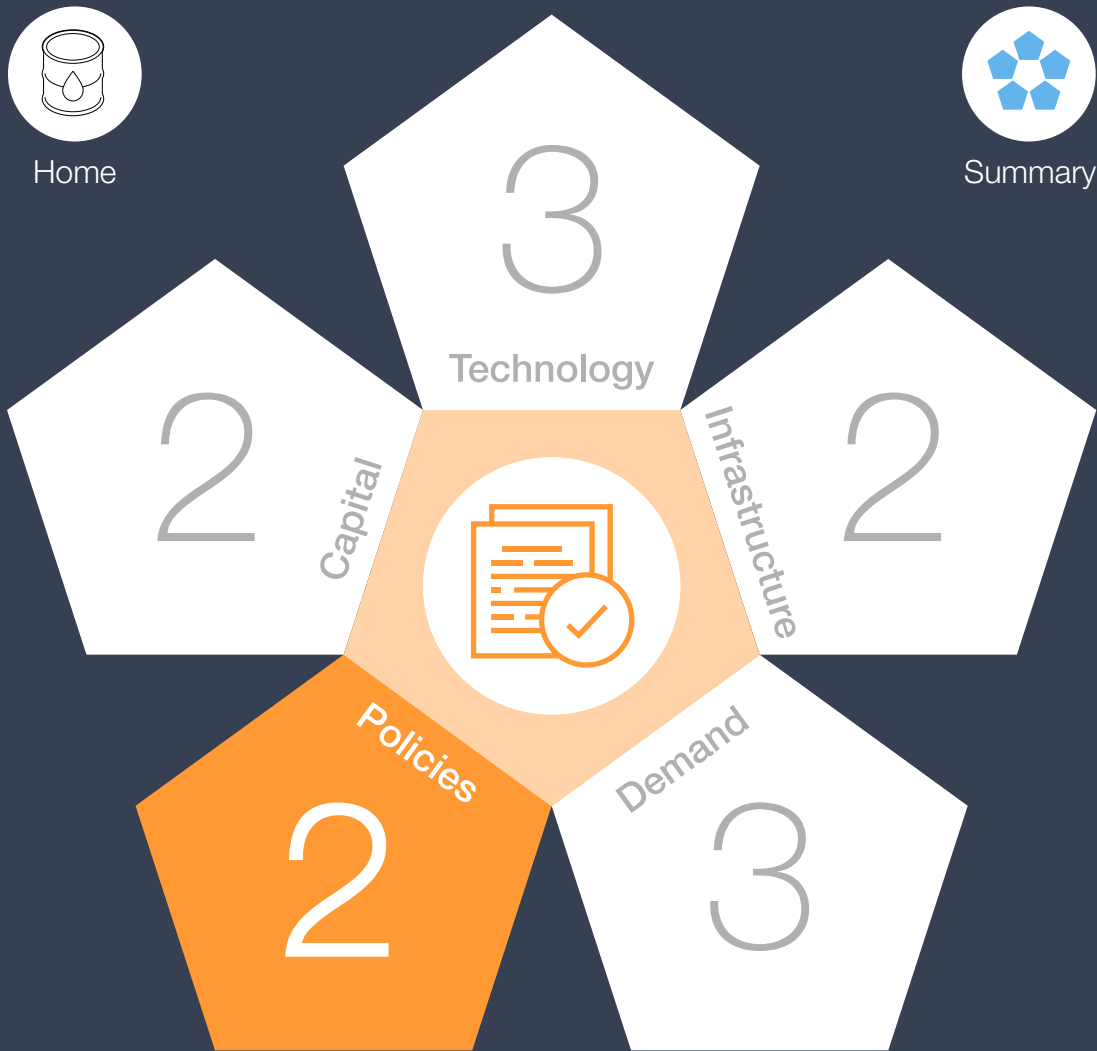 Home
Summary
3
Technology
2
Capital
Infrastructure
2
Policies
2
Demand
3